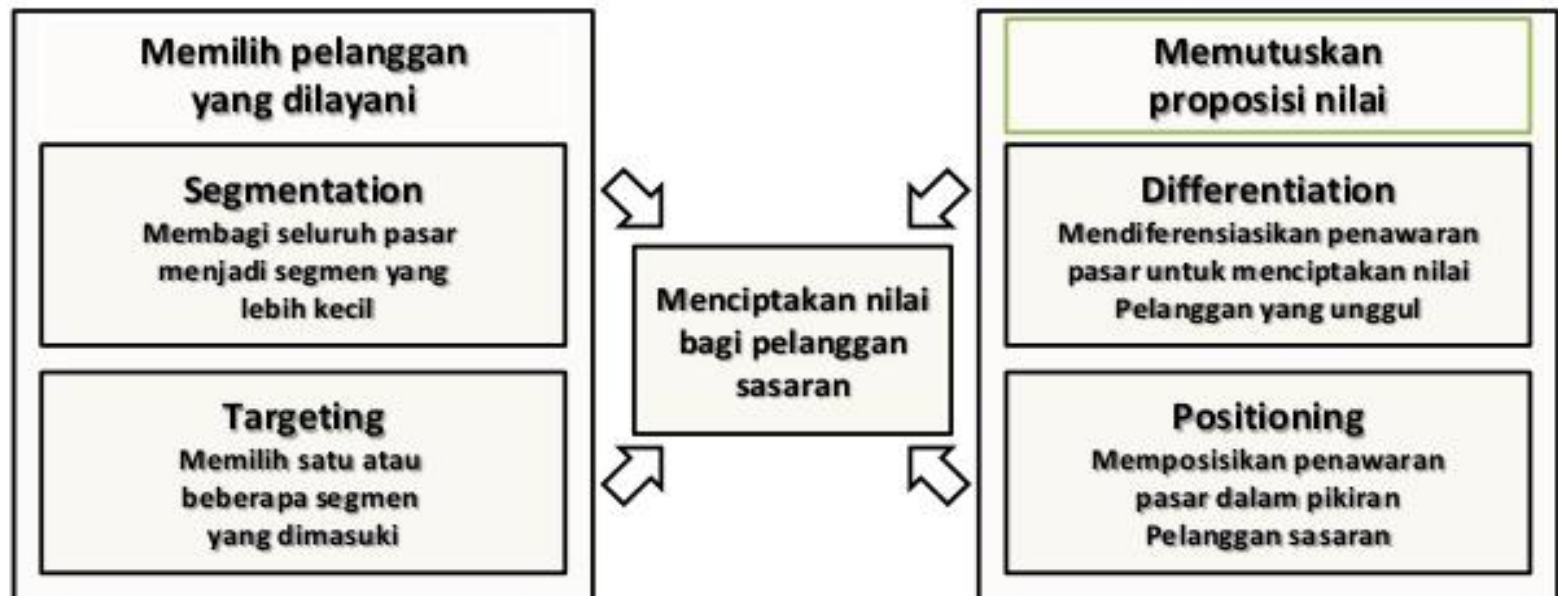 Memilih pelanggan
yang dilayani
Segmentation
Membagi seluruh pasar
menjadi segmen yang
lebih kecil
Targeting
Memilih satu atau
beberapa segmen
yang dimasuki
Menciptakan nilai
bagi pelanggan
sasaran
Memutuskan
proposisi nilai
Differentiation
Mendiferensiasikan penawaran
pasar untuk menciptakan nilai
Pelanggan yang unggul
Positioning
Memposisikan penawaran
pasar dalam pikiran
Pelanggan sasaran